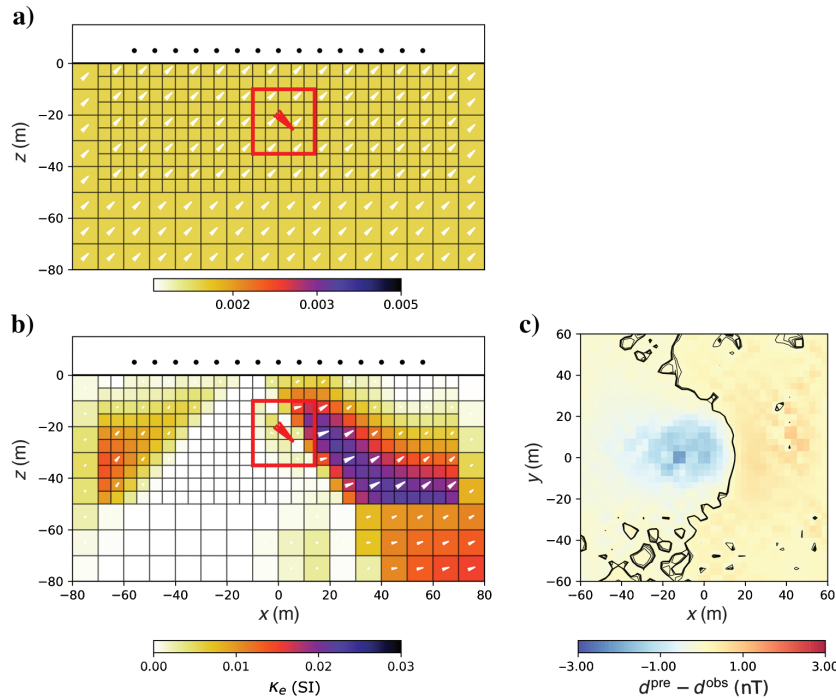 a)
0
−20
−40
−60
−80
z (m)
0.002 0.003 0.005
b)
0
−20
−40
−60
−80
z (m)
−80 −60 −40 −20 0 20 40 60 80
x (m)
0.00 0.01 0.02 0.03
κe (SI)
c)
60
40
20
0
−20
−40
−60
y (m)
−60 −40 −20 0 20 40 60
x (m)
−3.00 −1.00 1.00 3.00
dpre − dobs (nT)